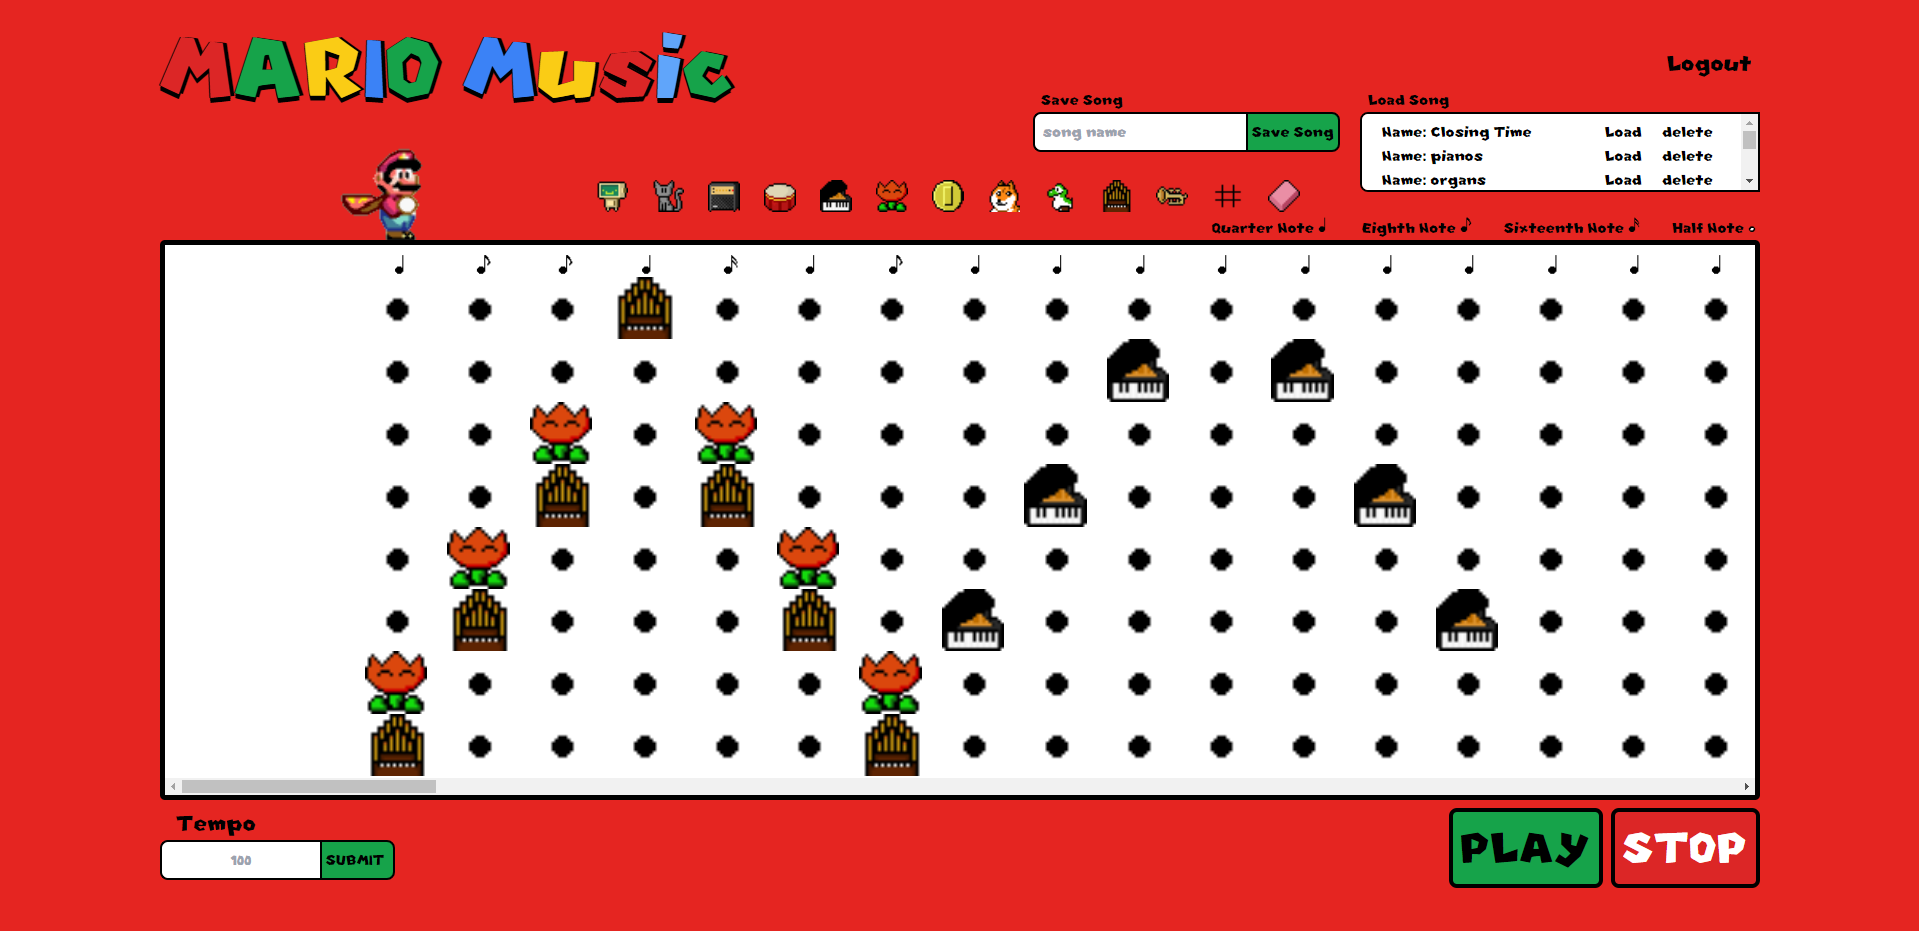 MARIO MUSIC
Logout
Save Song
Load Song
song name
Save Song
Name: Closing Time Load delete
Name: pianos Load delete
Name: organs Load delete
Quarter Note Eighth Note Sixteenth Note Half Note
Tempo
100
SUBMIT
PLAY
STOP